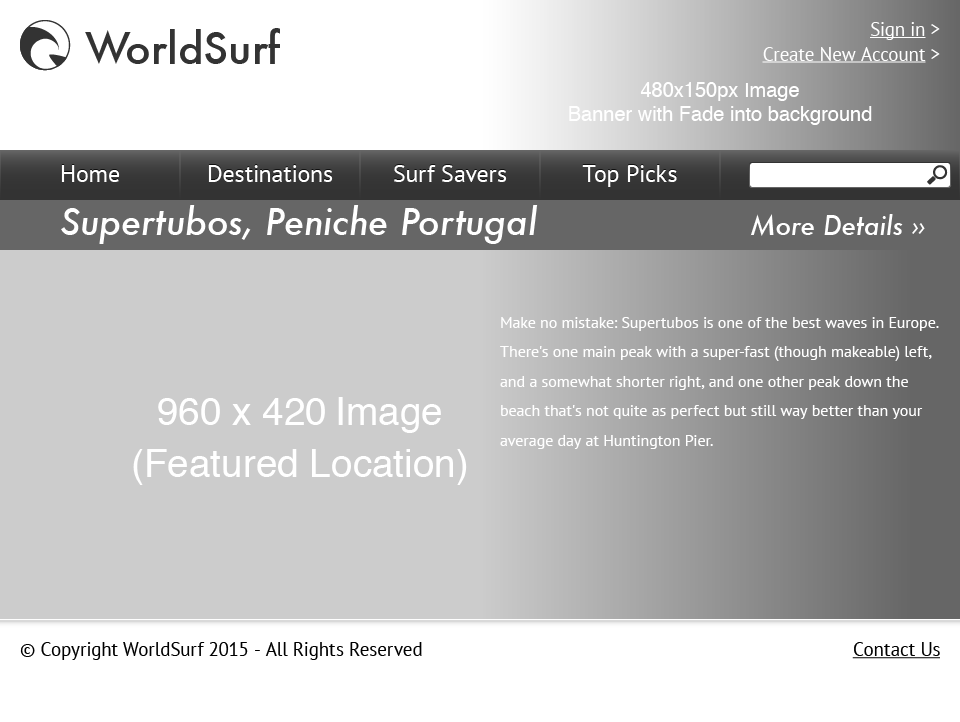 WorldSurf
Sign in >
Create New Account >
480x150px Image
Banner with Fade into background
Home
Destinations
Surf Savers
Top Picks
Supertubos, Peniche Portugal
More Details »
Make no mistake: Supertubos is one of the best waves in Europe.
There's one main peak with a super-fast (though makeable) left,
and a somewhat shorter right, and one other peak down the
beach that's not quite as perfect but still way better than your
average day at Huntington Pier.
960 x 420 Image
(Featured Location)
© Copyright WorldSurf 2015 - All Rights Reserved
Contact Us